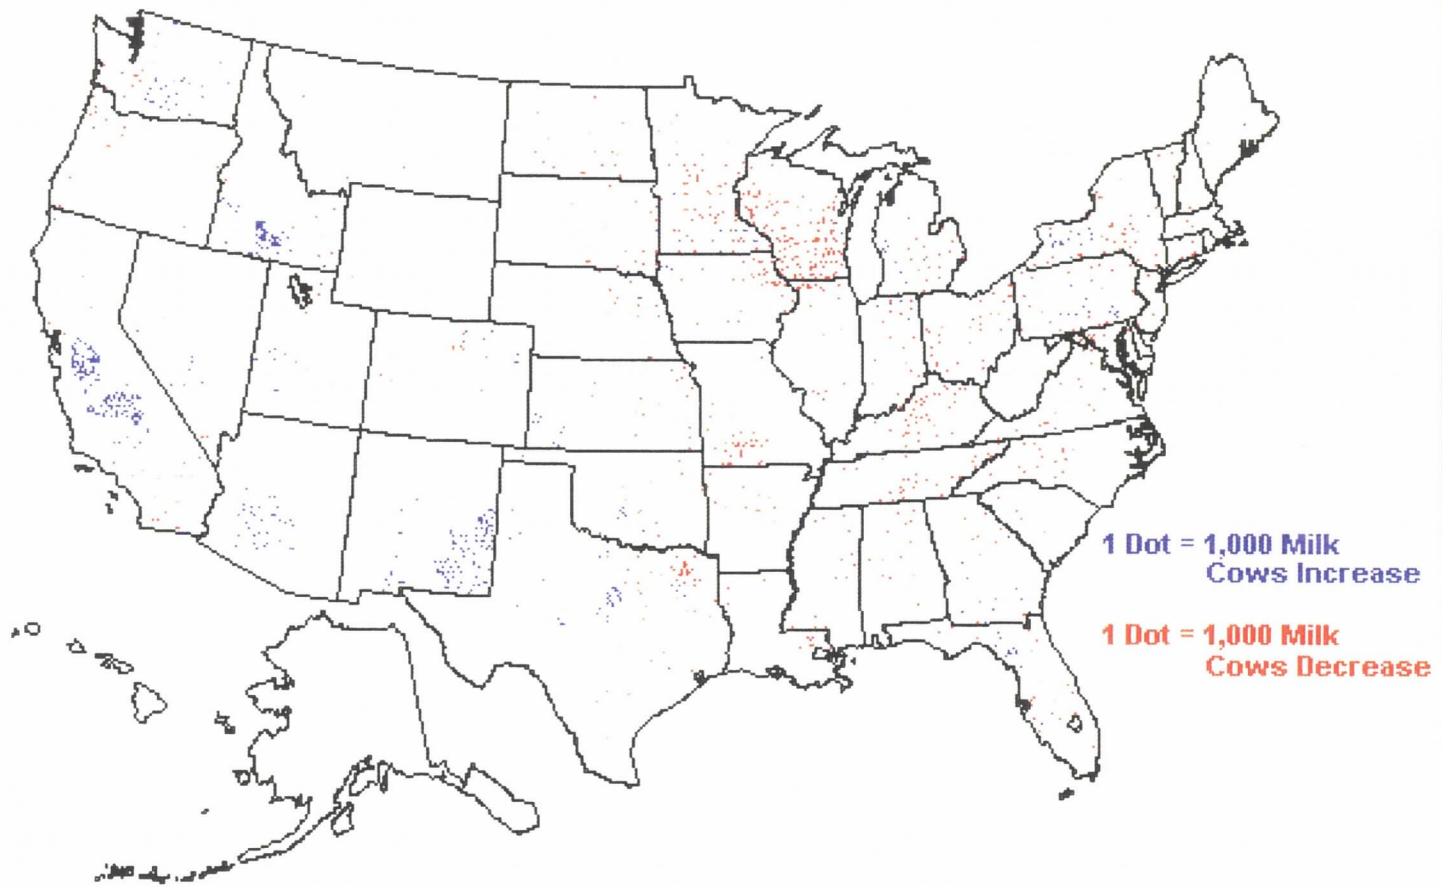 1 Dot = 1,000 Milk
Cows Increase
1 Dot = 1,000 Milk
Cows Decrease